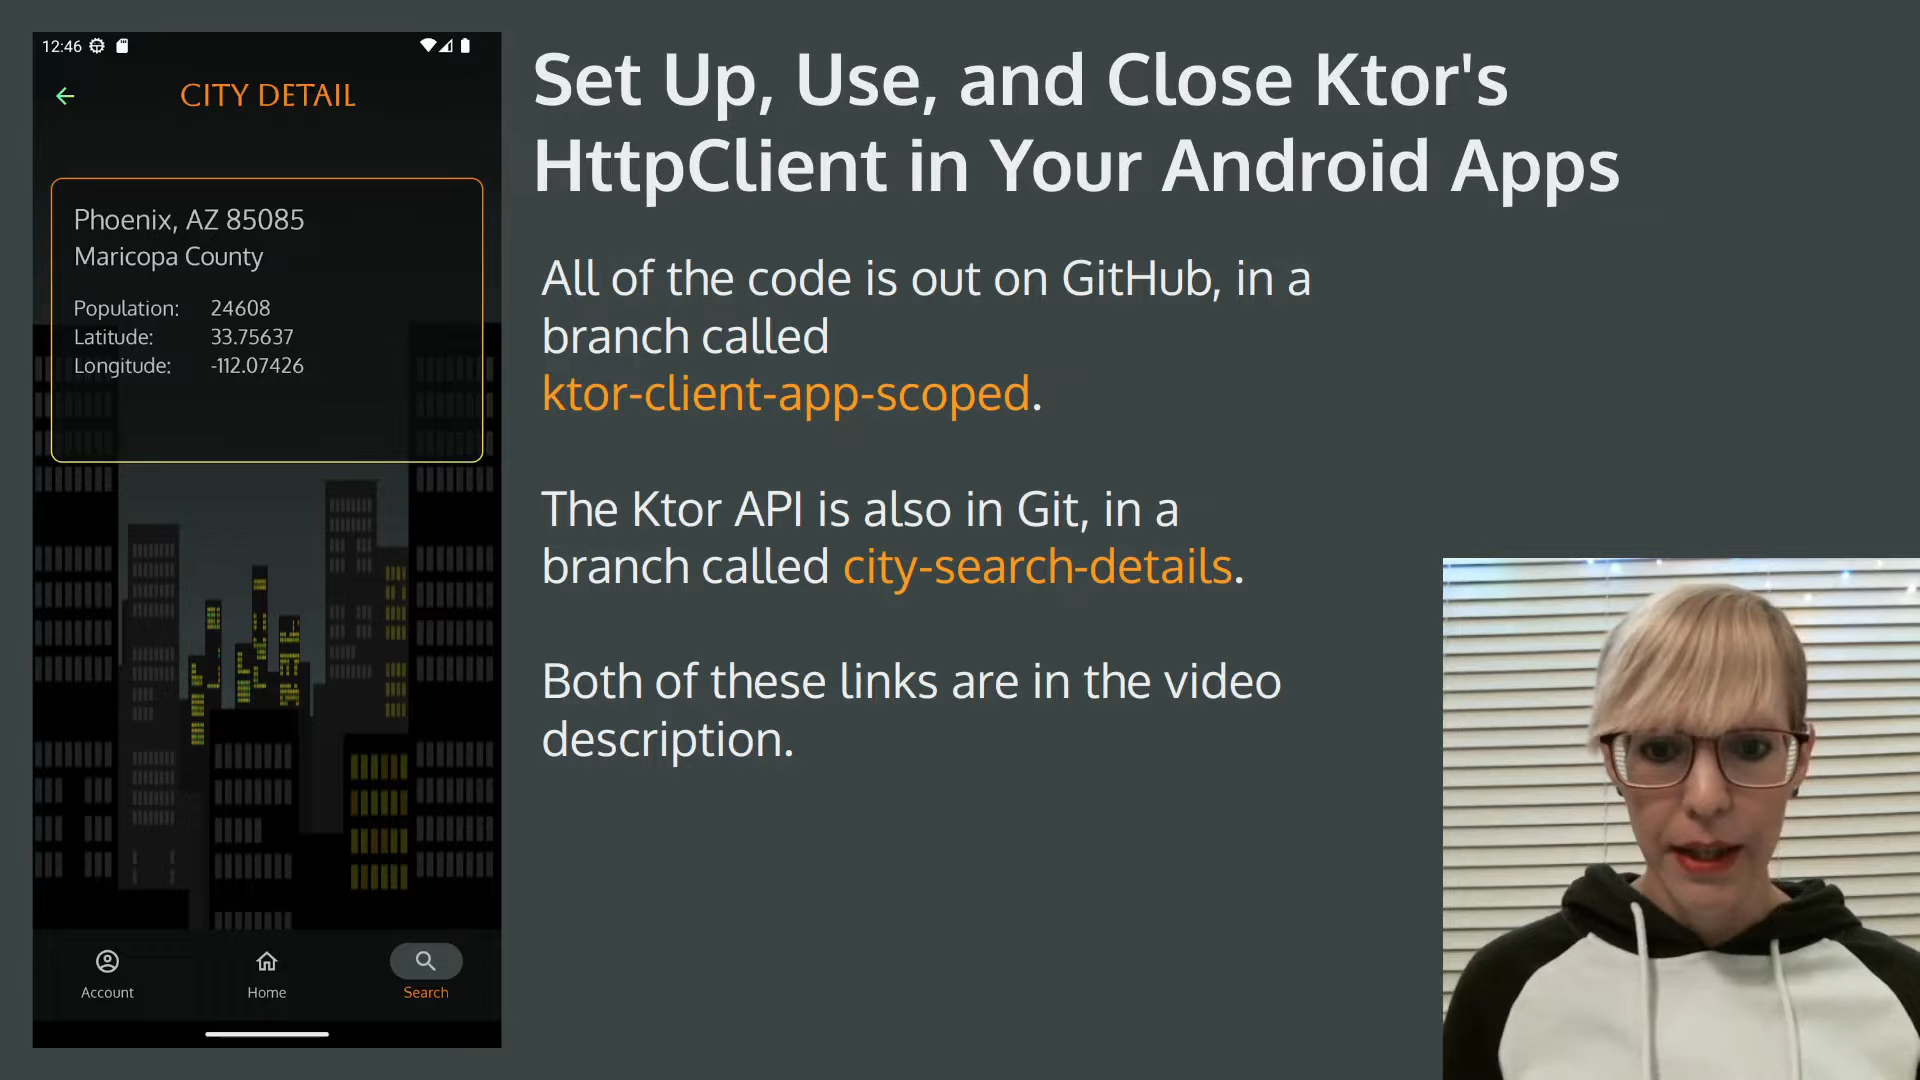 12:46
CITY DETAIL
Phoenix, AZ 85085
Maricopa County
Population: 24608
Latitude: 33.75637
Longitude: -112.07426
Account
Home
Search
Set Up, Use, and Close Ktor's
HttpClient in Your Android Apps
All of the code is out on GitHub, in a
branch called
ktor-client-app-scoped.
The Ktor API is also in Git, in a
branch called city-search-details.
Both of these links are in the video
description.